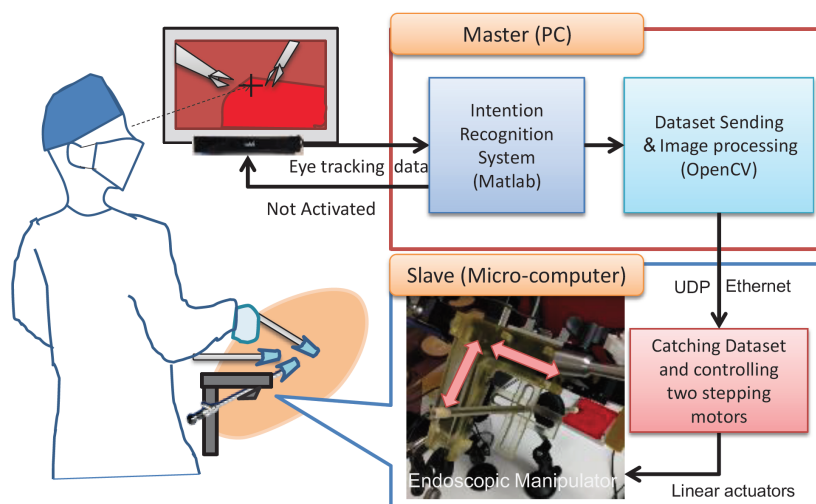 Master (PC)
Intention
Recognition
System
(Matlab)
Dataset Sending
& Image processing
(OpenCV)
Eye tracking data
Not Activated
Slave (Micro-computer)
UDP Ethernet
Catching Dataset
and controlling
two stepping
motors
Endoscopic Manipulator
Linear actuators